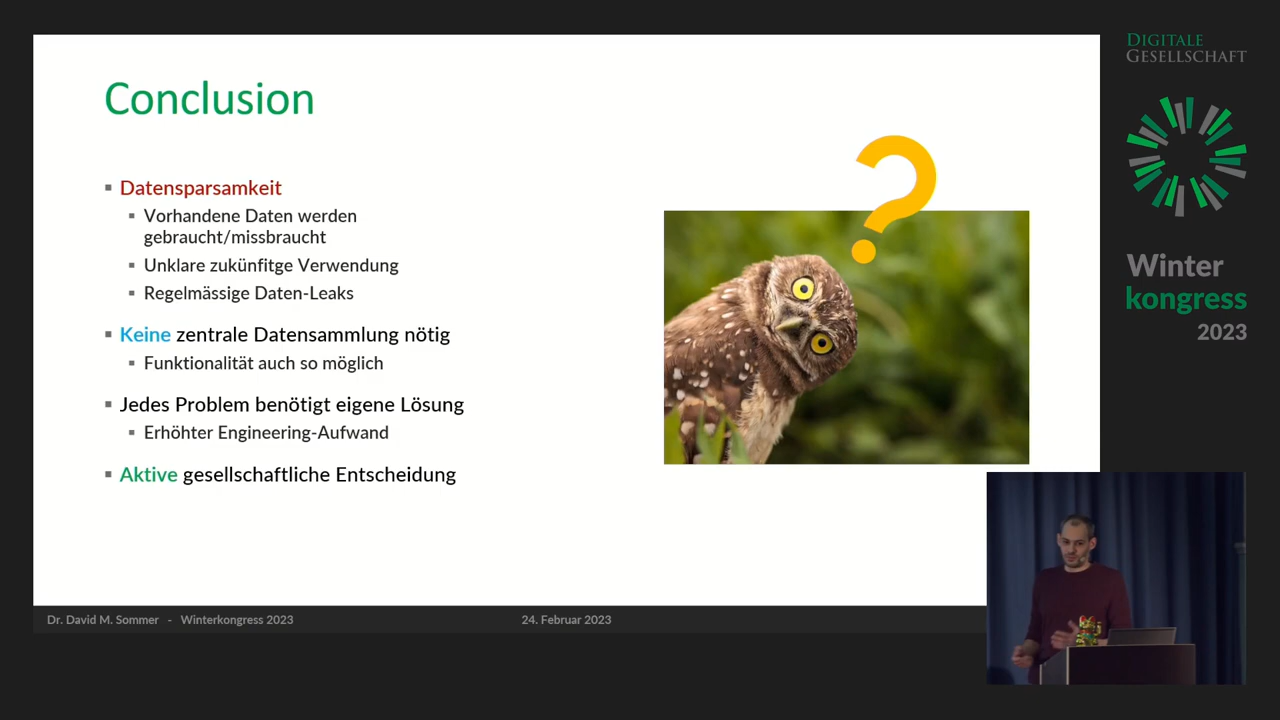 Conclusion
Datensparsamkeit
Vorhandene Daten werden
gebraucht/missbraucht
Unklare zukünfitge Verwendung
Regelmässige Daten-Leaks
Keine zentrale Datensammlung nötig
Funktionalität auch so möglich
Jedes Problem benötigt eigene Lösung
Erhöhter Engineering-Aufwand
Aktive gesellschaftliche Entscheidung
?
Dr. David M. Sommer - Winterkongress 2023
24. Februar 2023
DIGITALE
GESELLSCHAFT
Winter
kongress
2023